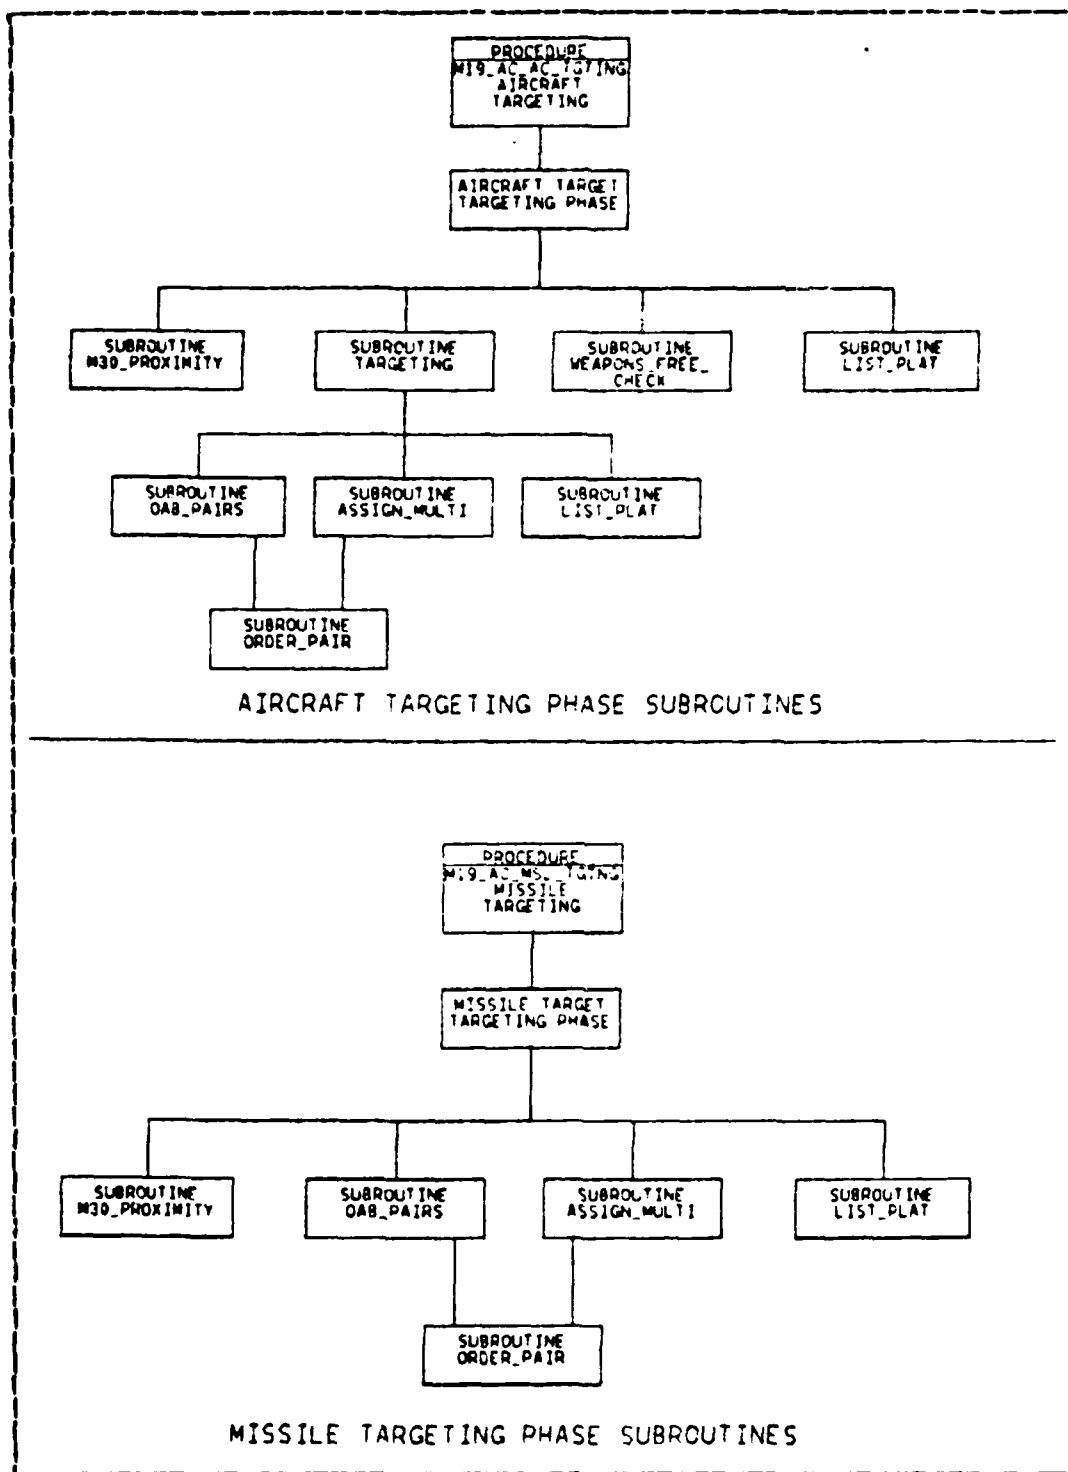 PROCEDURE
M19_AC_AC_TGTING
AIRCRAFT
TARGETING
AIRCRAFT TARGET
TARGETING PHASE
SUBROUTINE
M30_PROXIMITY
SUBROUTINE
TARGETING
SUBROUTINE
WEAPONS_FREE_
CHECK
SUBROUTINE
LIST_PLAT
SUBROUTINE
OAB_PAIRS
SUBROUTINE
ASSIGN_MULTI
SUBROUTINE
LIST_PLAT
SUBROUTINE
ORDER_PAIR
AIRCRAFT TARGETING PHASE SUBROUTINES
PROCEDURE
M19_AC_MSL_TGTING
MISSILE
TARGETING
MISSILE TARGET
TARGETING PHASE
SUBROUTINE
M30_PROXIMITY
SUBROUTINE
OAB_PAIRS
SUBROUTINE
ASSIGN_MULTI
SUBROUTINE
LIST_PLAT
SUBROUTINE
ORDER_PAIR
MISSILE TARGETING PHASE SUBROUTINES